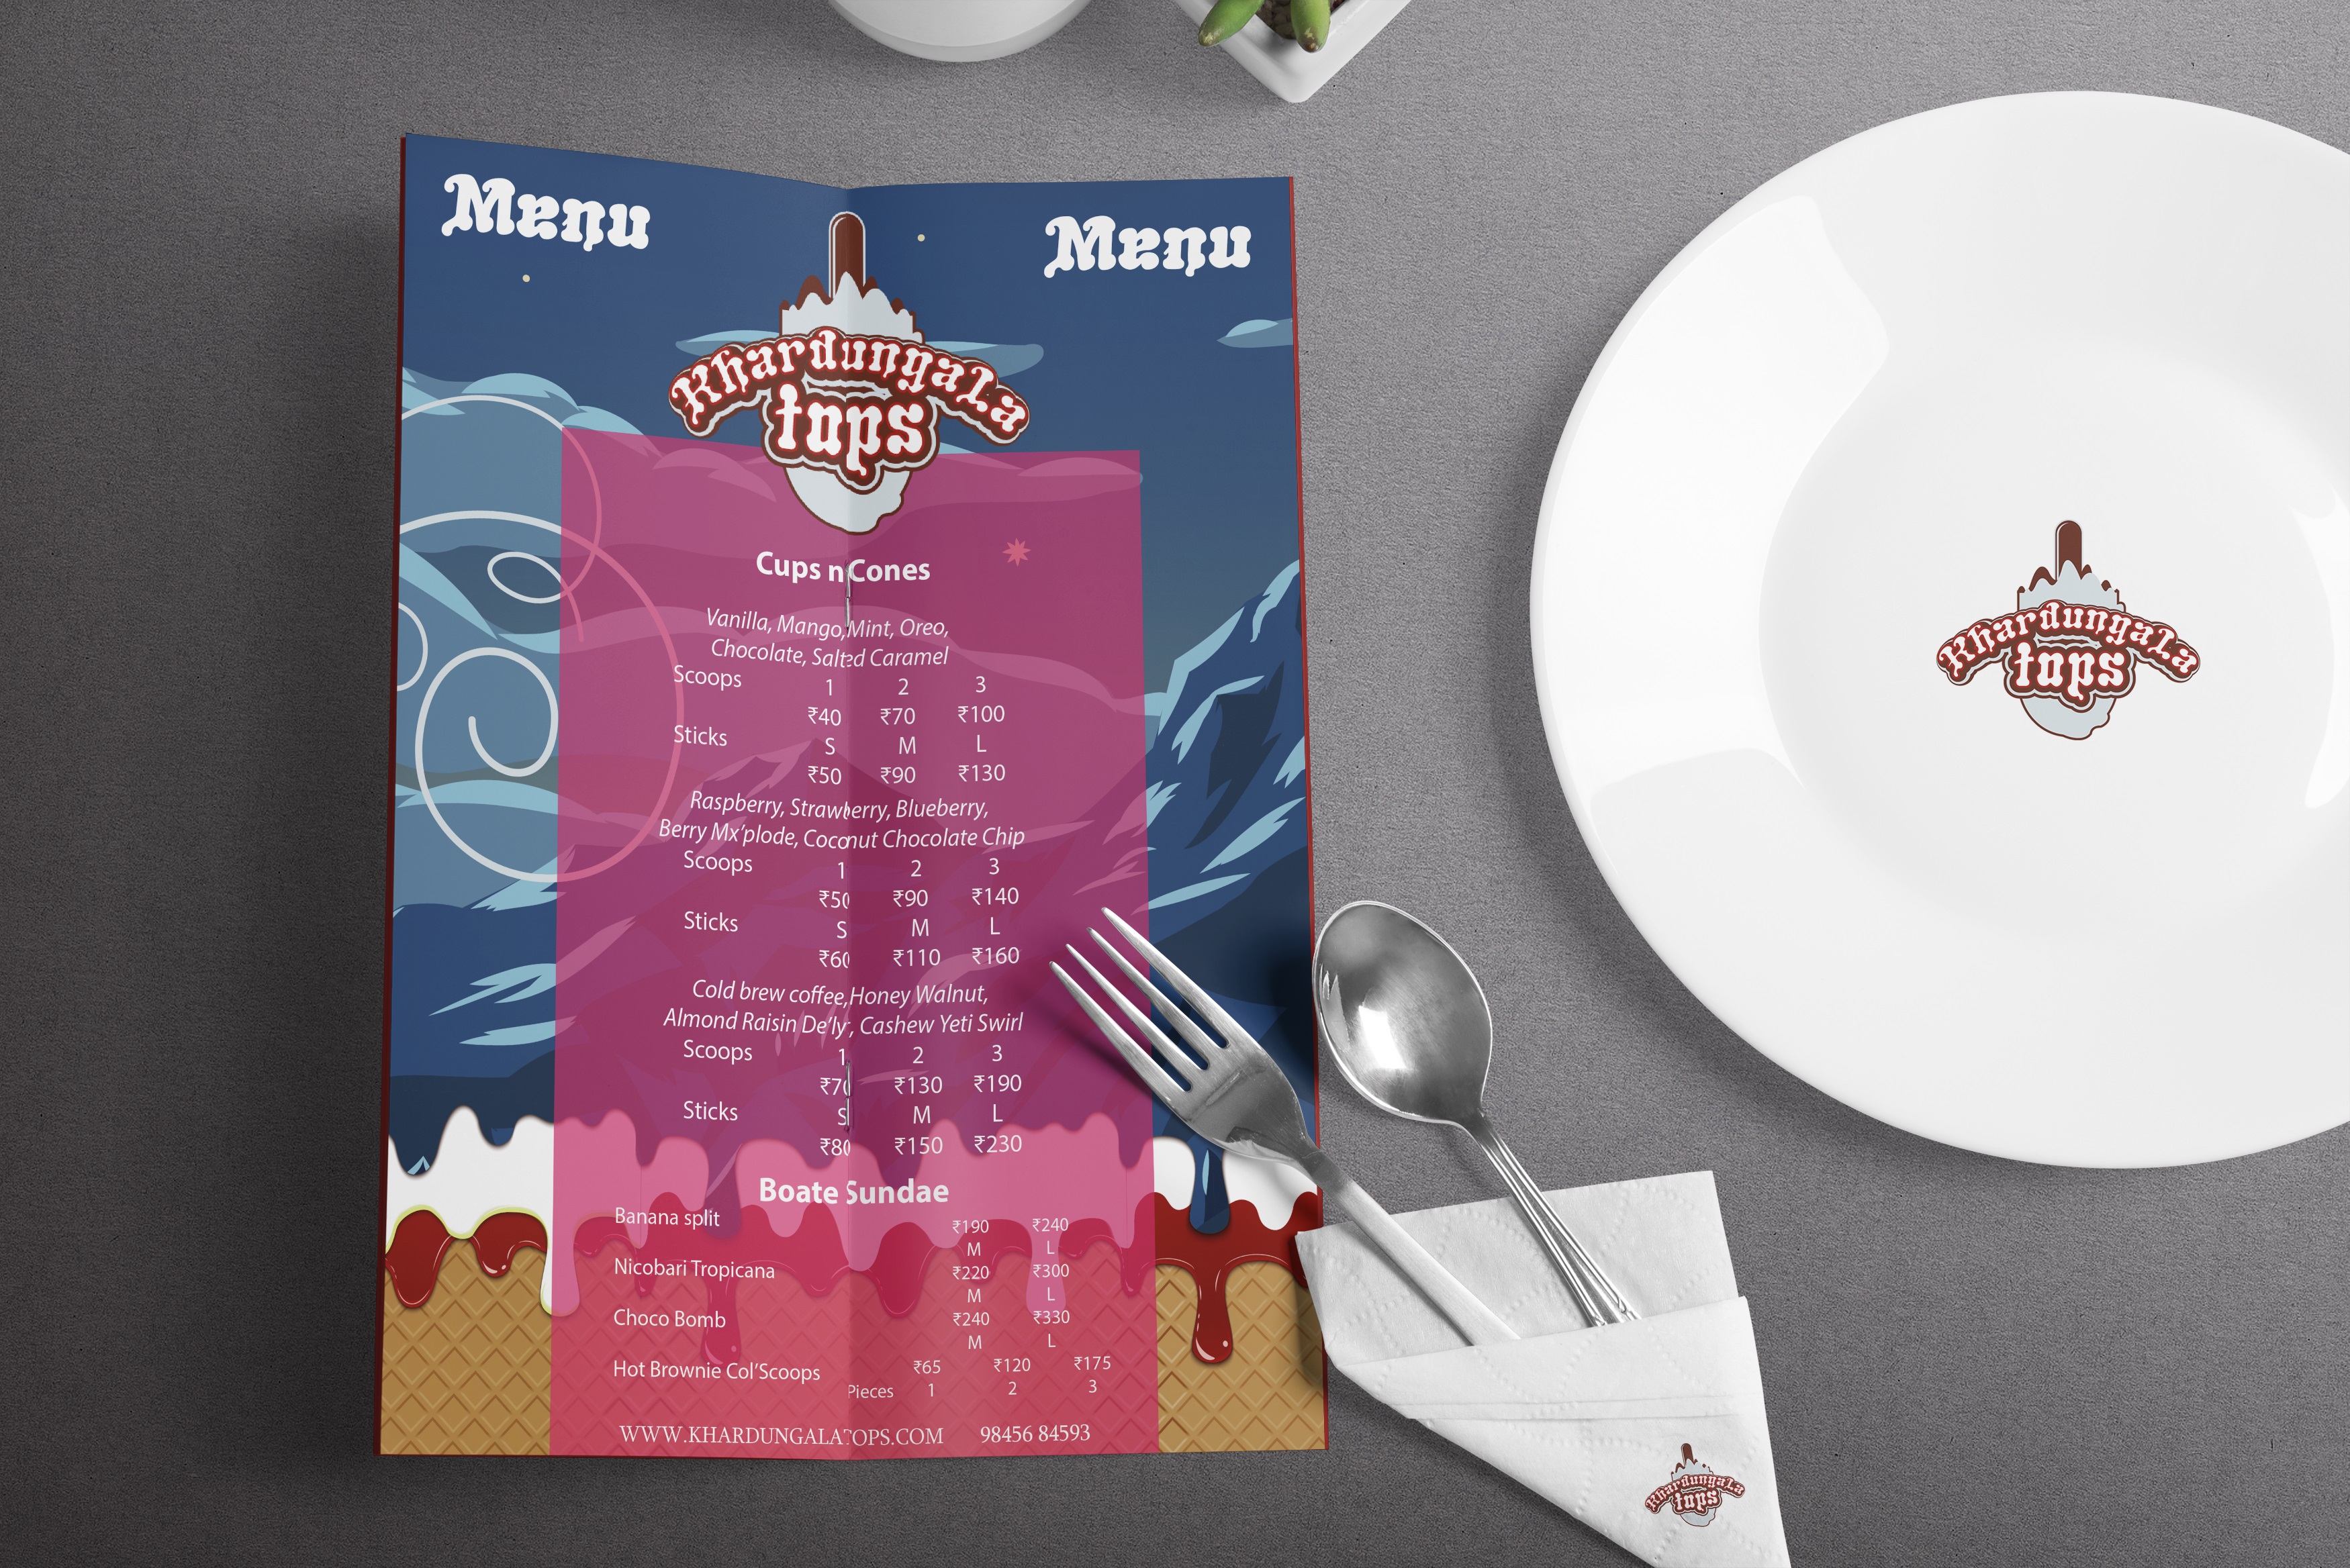 Menu
Menu
Khardungala
tops
Cups n Cones
Vanilla, Mango, Mint, Oreo,
Chocolate, Salted Caramel
Scoops 1 2 3
₹40 ₹70 ₹100
Sticks S M L
₹50 ₹90 ₹130
Raspberry, Strawberry, Blueberry,
Berry Mx'plode, Coconut Chocolate Chip
Scoops 1 2 3
₹50 ₹90 ₹140
Sticks S M L
₹60 ₹110 ₹160
Cold brew coffee, Honey Walnut,
Almond Raisin De'ly, Cashew Yeti Swirl
Scoops 1 2 3
₹70 ₹130 ₹190
Sticks S M L
₹80 ₹150 ₹230
Boate Sundae
Banana split ₹190 ₹240
M L
Nicobari Tropicana ₹220 ₹300
M L
Choco Bomb ₹240 ₹330
M L
Hot Brownie Col'Scoops ₹65 ₹120 ₹175
Pieces 1 2 3
WWW.KHARDUNGALATOPS.COM 98456 84593
Khardungala
tops
Khardungala
tops